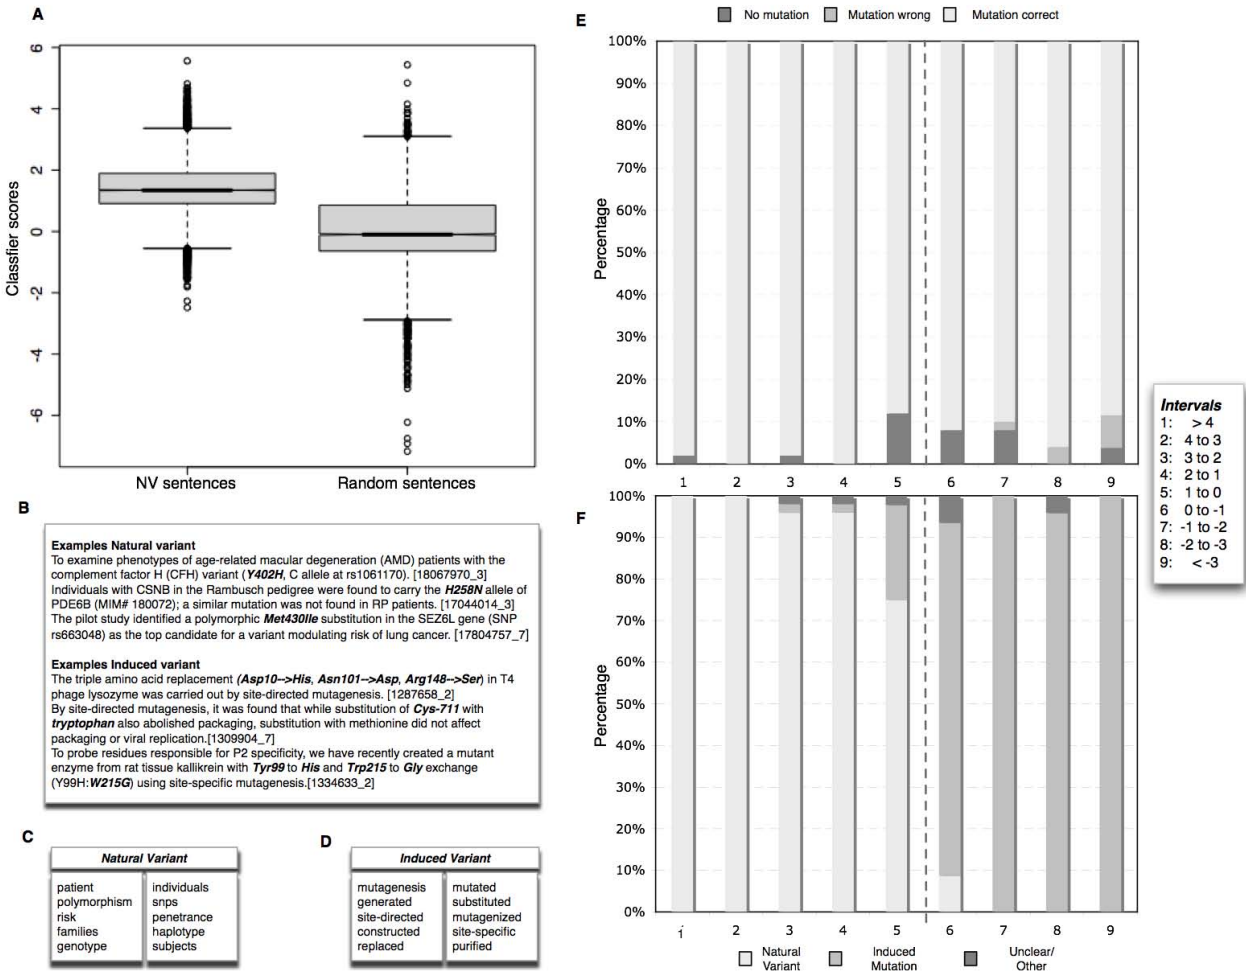 A
6
4
2
0
-2
-4
-6
Classfier scores
NV sentences
Random sentences
B
Examples Natural variant
To examine phenotypes of age-related macular degeneration (AMD) patients with the
complement factor H (CFH) variant (Y402H, C allele at rs1061170). [18067970_3]
Individuals with CSNB in the Rambusch pedigree were found to carry the H258N allele of
PDE6B (MIM# 180072); a similar mutation was not found in RP patients. [17044014_3]
The pilot study identified a polymorphic Met430Ile substitution in the SEZ6L gene (SNP
rs663048) as the top candidate for a variant modulating risk of lung cancer. [17804757_7]
Examples Induced variant
The triple amino acid replacement (Asp10-->His, Asn101-->Asp, Arg148-->Ser) in T4
phage lysozyme was carried out by site-directed mutagenesis. [1287658_2]
By site-directed mutagenesis, it was found that while substitution of Cys-711 with
tryptophan also abolished packaging, substitution with methionine did not affect
packaging or viral replication.[1309904_7]
To probe residues responsible for P2 specificity, we have recently created a mutant
enzyme from rat tissue kallikrein with Tyr99 to His and Trp215 to Gly exchange
(Y99H:W215G) using site-specific mutagenesis.[1334633_2]
C
Natural Variant
patient
polymorphism
risk
families
genotype
individuals
snps
penetrance
haplotype
subjects
D
Induced Variant
mutagenesis
generated
site-directed
constructed
replaced
mutated
substituted
mutagenized
site-specific
purified
E
No mutation Mutation wrong Mutation correct
100%
90%
80%
70%
60%
50%
40%
30%
20%
10%
0%
Percentage
1 2 3 4 5 6 7 8 9
F
100%
90%
80%
70%
60%
50%
40%
30%
20%
10%
0%
Percentage
1 2 3 4 5 6 7 8 9
Natural Variant
Induced Mutation
Unclear/ Other
Intervals
1: > 4
2: 4 to 3
3: 3 to 2
4: 2 to 1
5: 1 to 0
6 0 to -1
7: -1 to -2
8: -2 to -3
9: < -3